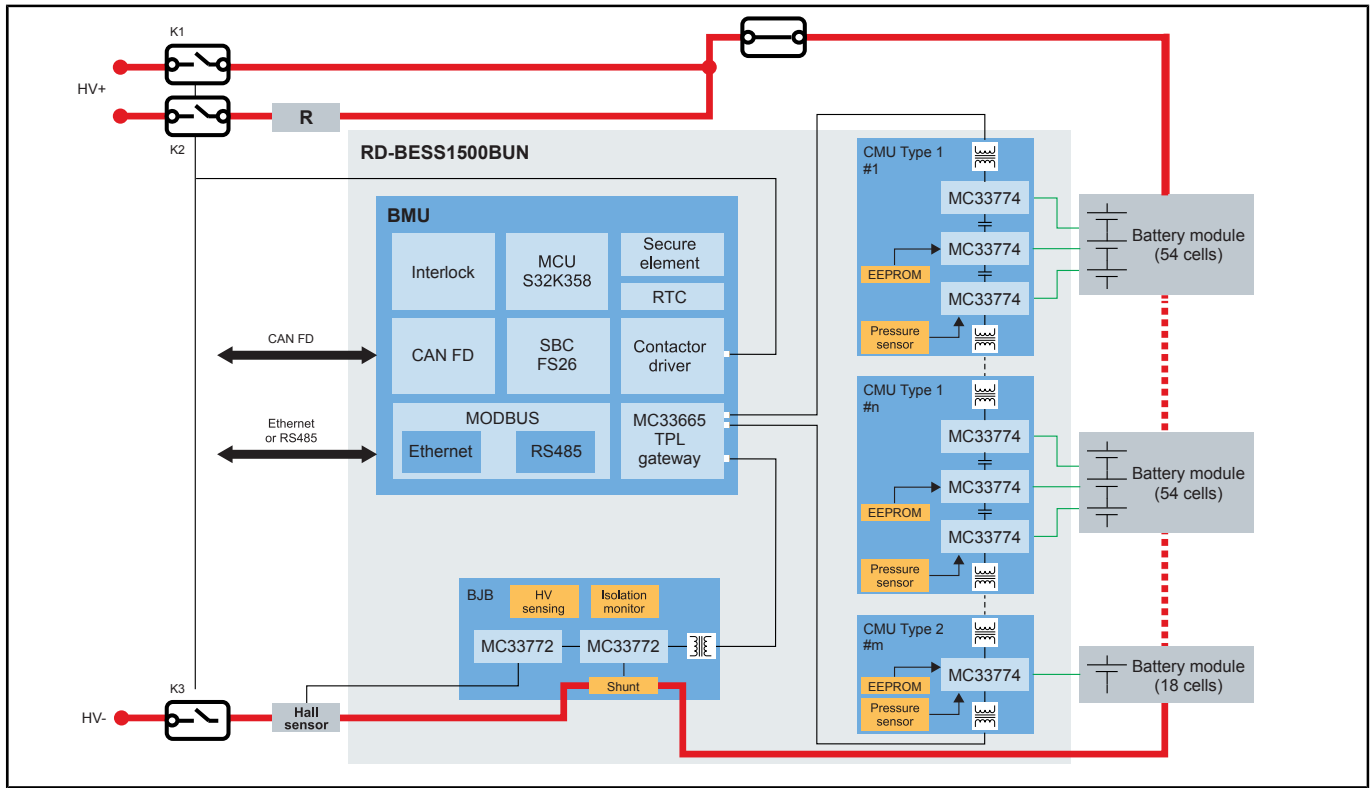 K1
HV+
K2
R
RD-BESS1500BUN
BMU
Interlock
MCU
S32K358
Secure
element
RTC
CAN FD
CAN FD
SBC
FS26
Contactor
driver
Ethernet
or RS485
MODBUS
Ethernet
RS485
MC33665
TPL
gateway
BJB
HV
sensing
Isolation
monitor
MC33772
MC33772
Shunt
K3
HV-
Hall
sensor
CMU Type 1
#1
MC33774
MC33774
EEPROM
MC33774
Pressure
sensor
Battery module
(54 cells)
CMU Type 1
#n
MC33774
MC33774
EEPROM
MC33774
Pressure
sensor
Battery module
(54 cells)
CMU Type 2
#m
MC33774
EEPROM
Pressure
sensor
Battery module
(18 cells)